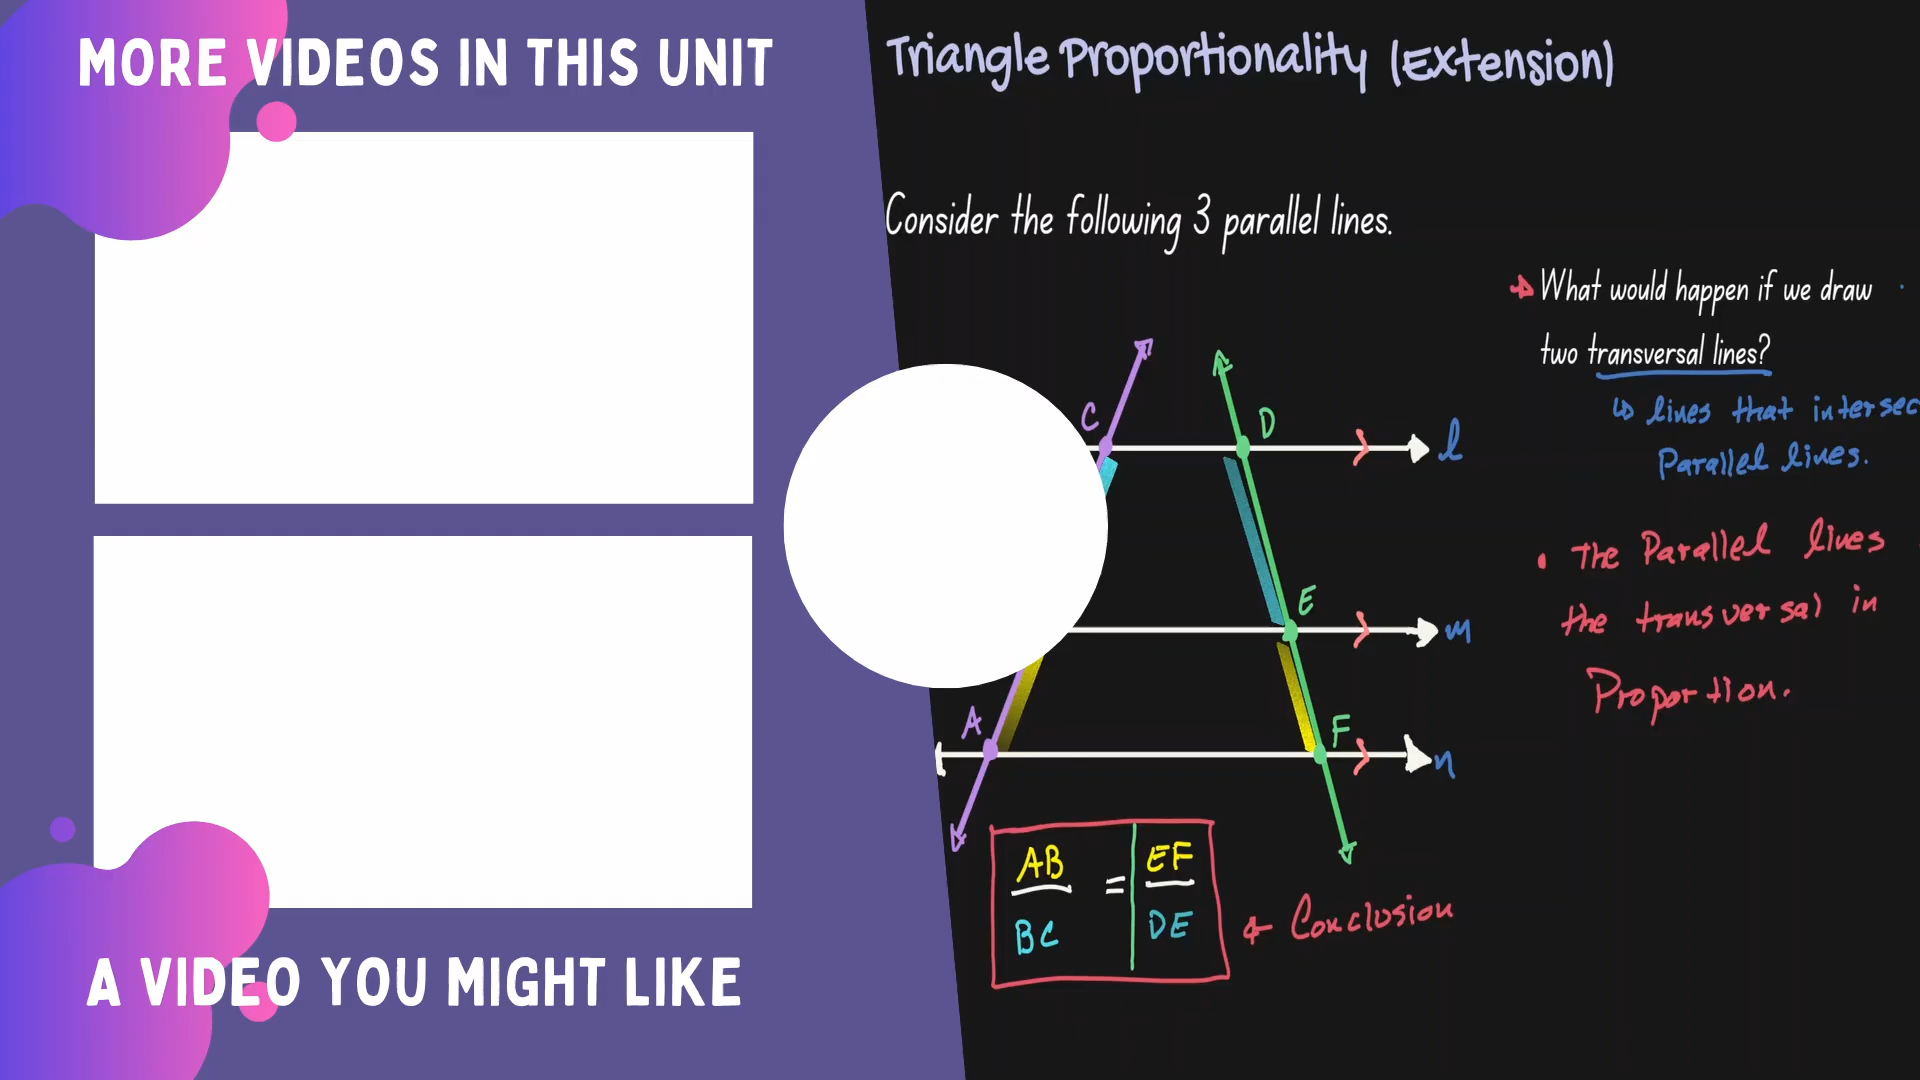 MORE VIDEOS IN THIS UNIT
Triangle Proportionality (Extension)
Consider the following 3 parallel lines.
What would happen if we draw
two transversal lines?
↳ lines that intersec
Parallel lines.
• The Parallel lines
the transversal in
Proportion.
C
D
l
E
m
A
F
n
AB = EF
BC DE
← Conclusion
A VIDEO YOU MIGHT LIKE